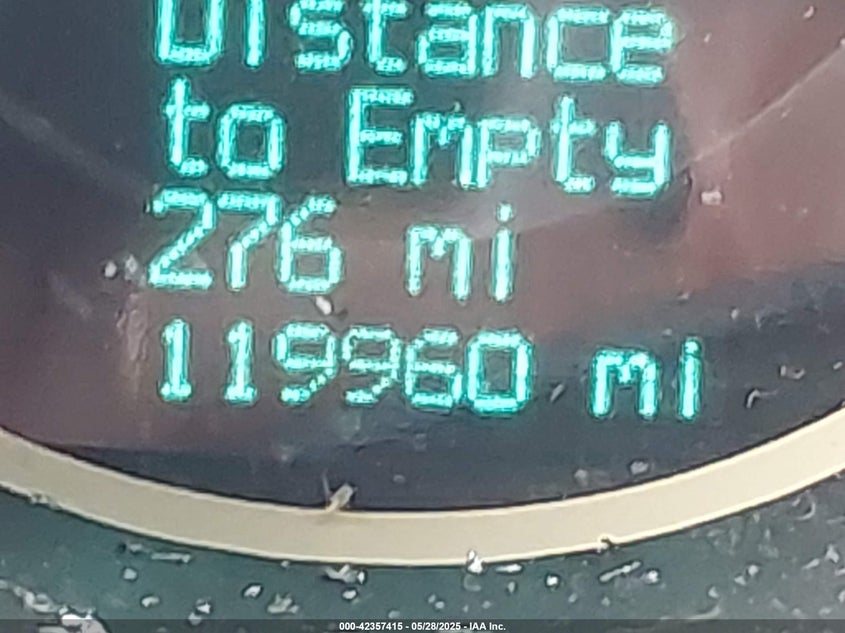 Distance
to Empty
276 mi
119960 mi
000-42357415 - 05/28/2025 - IAA Inc.